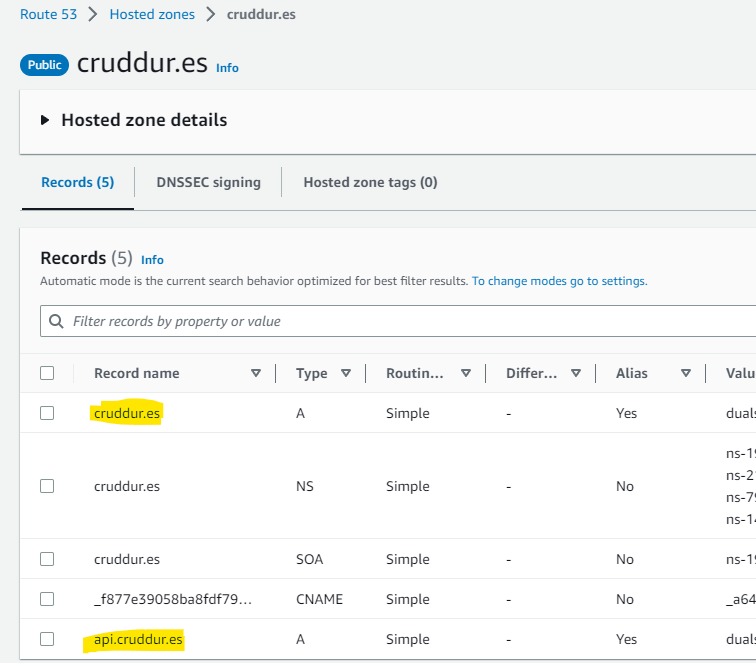 Route 53 > Hosted zones > cruddur.es
Public cruddur.es Info
Hosted zone details
Records (5) DNSSEC signing Hosted zone tags (0)
Records (5) Info
Automatic mode is the current search behavior optimized for best filter results. To change modes go to settings.
Filter records by property or value
Record name Type Routin... Differ... Alias Valu
cruddur.es A Simple - Yes duals
ns-19
ns-2
cruddur.es NS Simple - No
ns-79
ns-14
cruddur.es SOA Simple - No ns-19
_f877e39058ba8fdf79... CNAME Simple - No _a64
api.cruddur.es A Simple - Yes duals